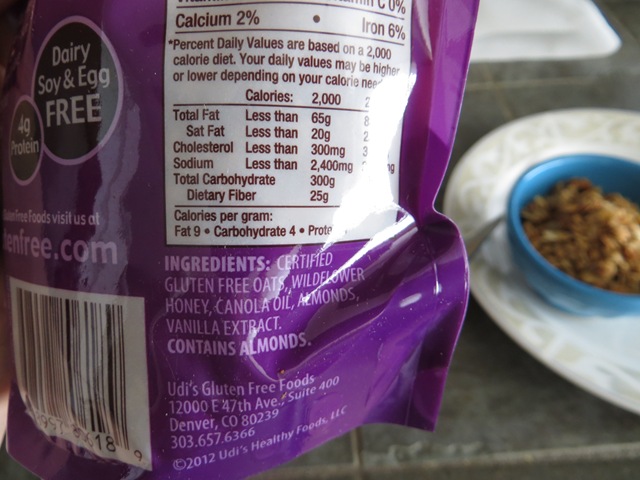 Vitamin C 0%
Calcium 2% • Iron 6%
*Percent Daily Values are based on a 2,000
calorie diet. Your daily values may be higher
or lower depending on your calorie
Calories: 2,000
Total Fat Less than 65g
Sat Fat Less than 20g
Cholesterol Less than 300mg
Sodium Less than 2,400mg
Total Carbohydrate 300g
Dietary Fiber 25g
Calories per gram:
Fat 9 • Carbohydrate 4 •
Dairy
Soy & Egg
FREE
4g
Protein
Free Foods visit us at
enfree.com
INGREDIENTS: CERTIFIED
GLUTEN FREE OATS, WILDFLOWER
HONEY, CANOLA OIL, ALMONDS,
VANILLA EXTRACT.
CONTAINS ALMONDS.
Udi's Gluten Free Foods
12000 E 47th Ave., Suite 400
Denver, CO 80239
303.657.6366
©2012 Udi's Healthy Foods, LLC